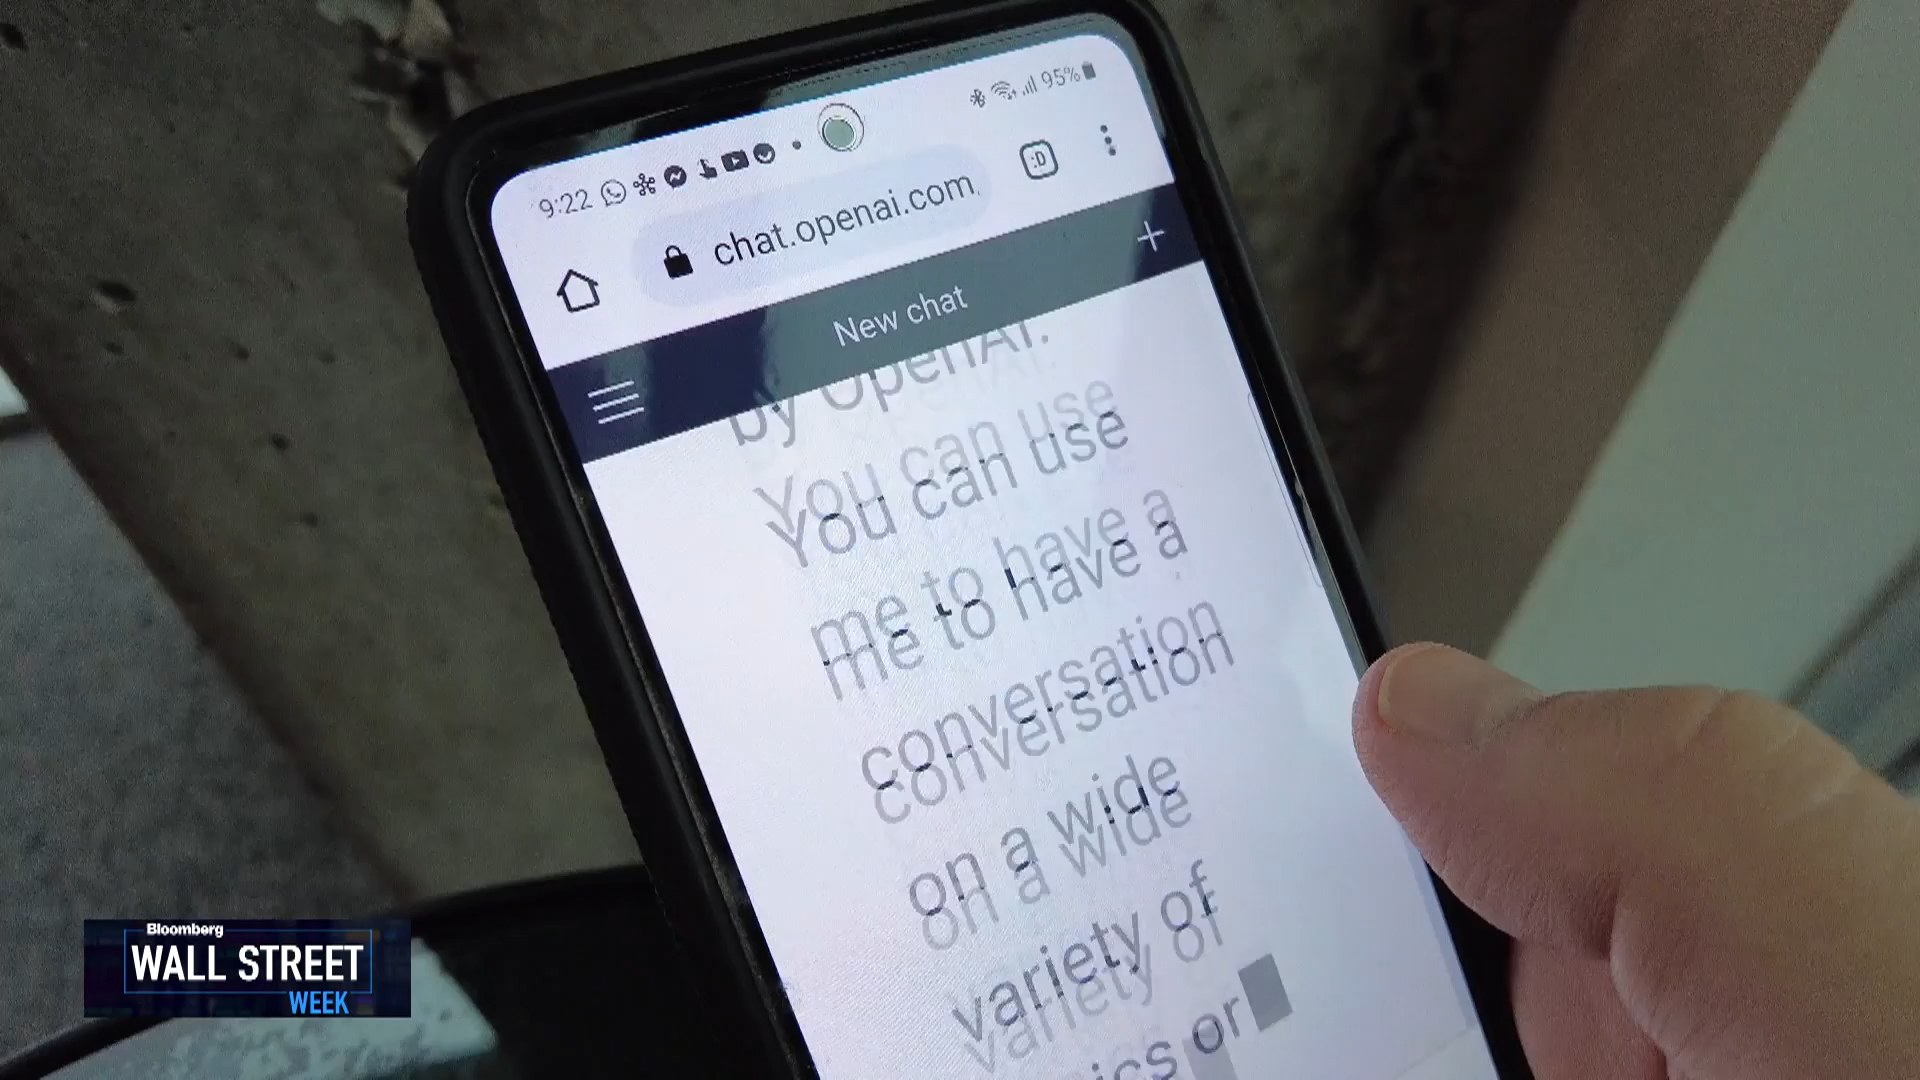 9:22
95%
:D
chat.openai.com
New chat
by OpenAI.
You can use
me to have a
conversation
on a wide
variety of
ics or
Bloomberg
WALL STREET
WEEK